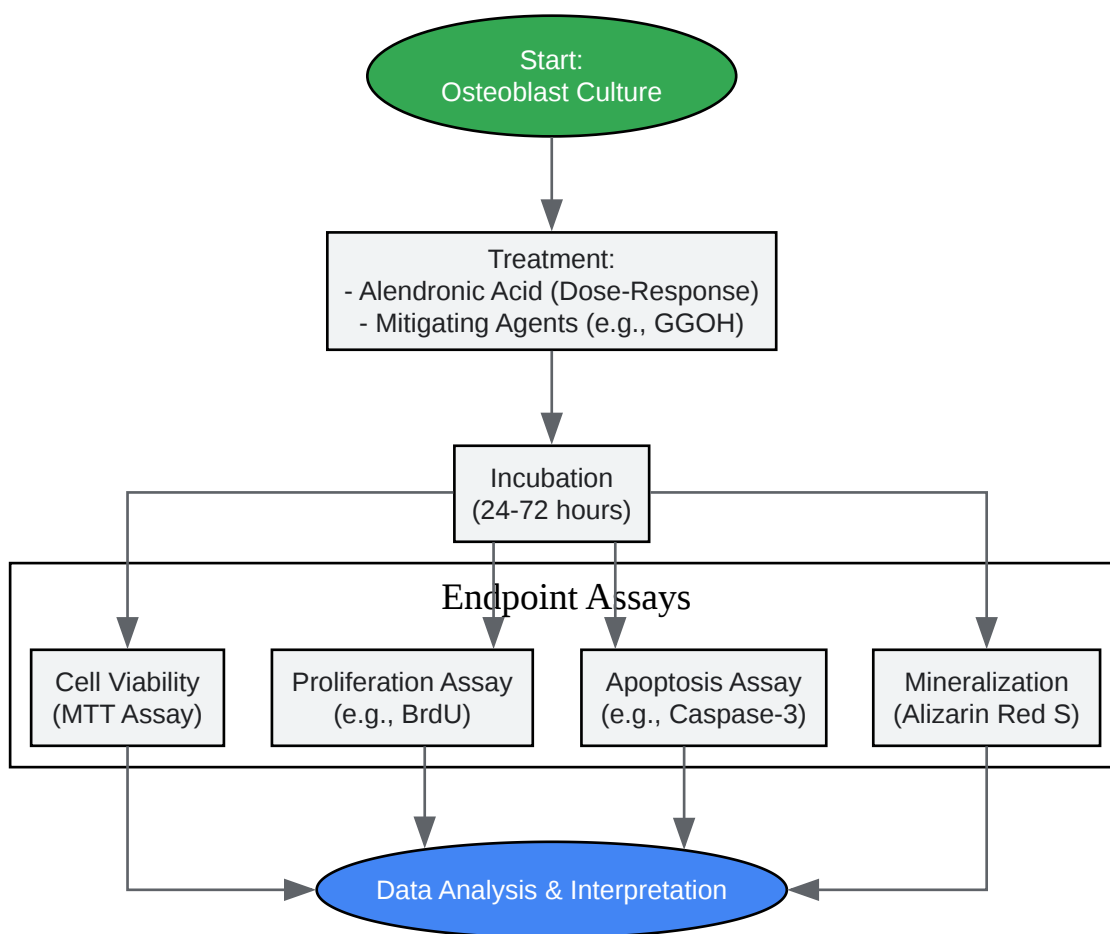 Start:
Osteoblast Culture
Treatment:
- Alendronic Acid (Dose-Response)
- Mitigating Agents (e.g., GGOH)
Incubation
(24-72 hours)
Endpoint Assays
Cell Viability
(MTT Assay)
Proliferation Assay
(e.g., BrdU)
Apoptosis Assay
(e.g., Caspase-3)
Mineralization
(Alizarin Red S)
Data Analysis & Interpretation